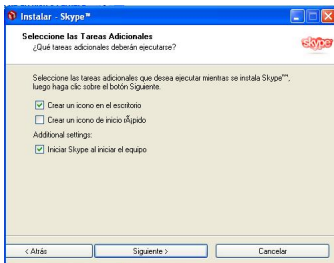 Instalar - Skype™
Seleccione las Tareas Adicionales
¿Qué tareas adicionales deberán ejecutarse?
skype
Seleccione las tareas adicionales que desea ejecutar mientras se instala Skype™,
luego haga clic sobre el botón Siguiente.
Crear un icono en el escritorio
Crear un icono de inicio rápido
Additional settings:
Iniciar Skype al iniciar el equipo
< Atrás
Siguiente >
Cancelar